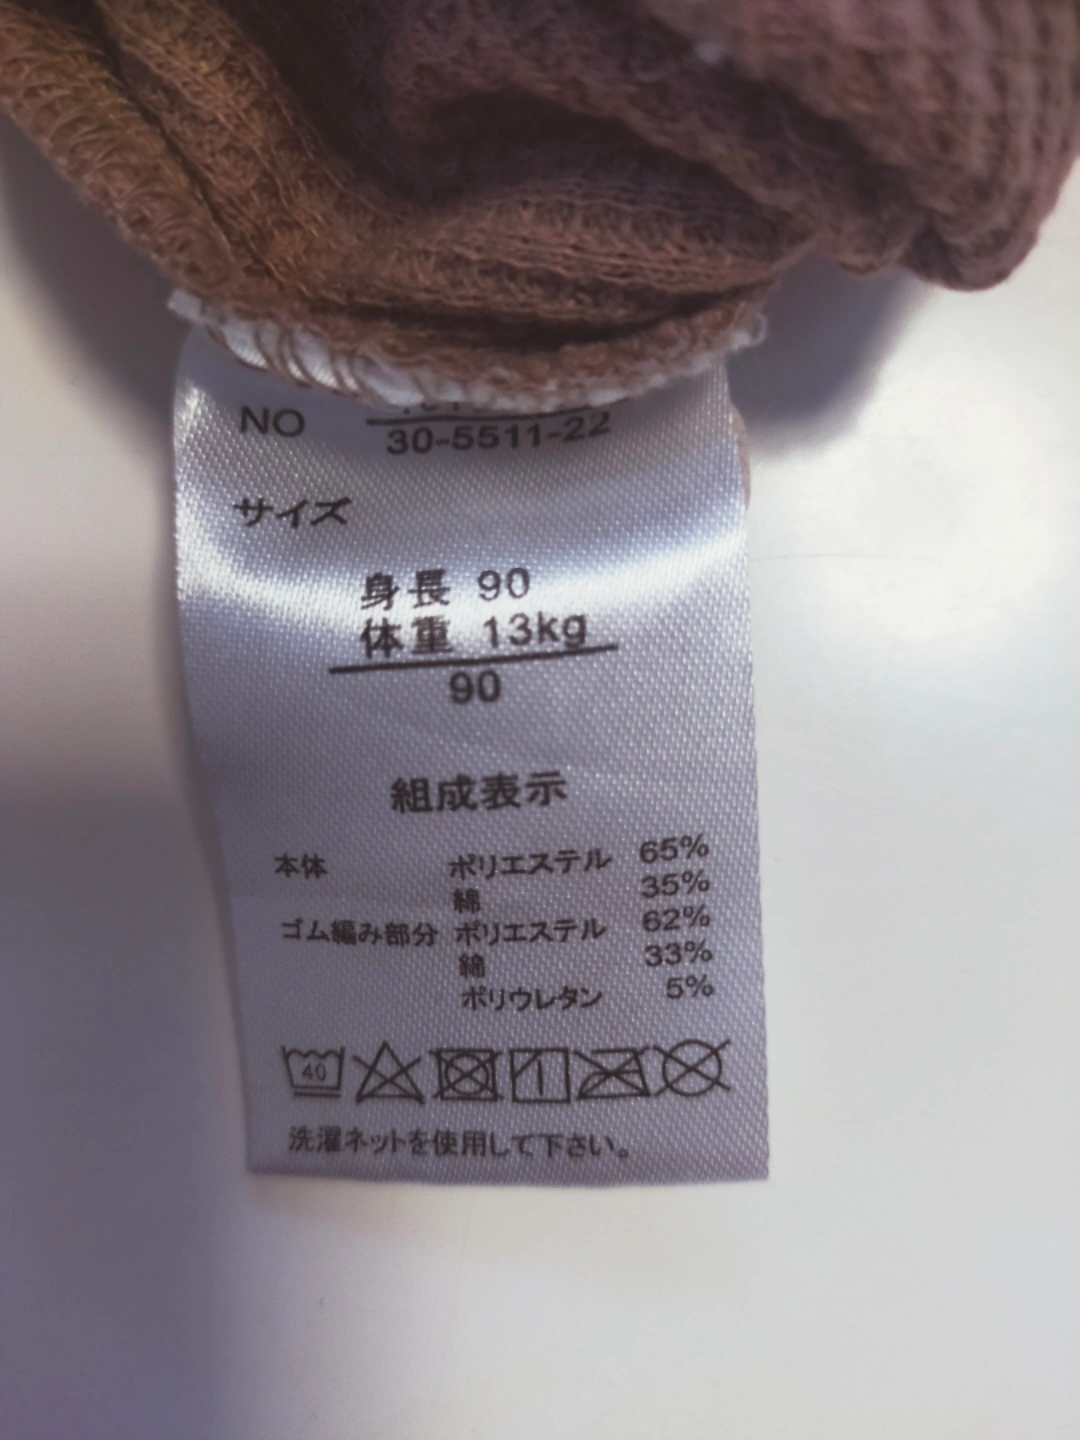 NO
30-5511-22
サイズ
身長 90
体重 13kg
90
組成表示
本体 ポリエステル 65%
綿 35%
ゴム編み部分 ポリエステル 62%
綿 33%
ポリウレタン 5%
40
洗濯ネットを使用して下さい。